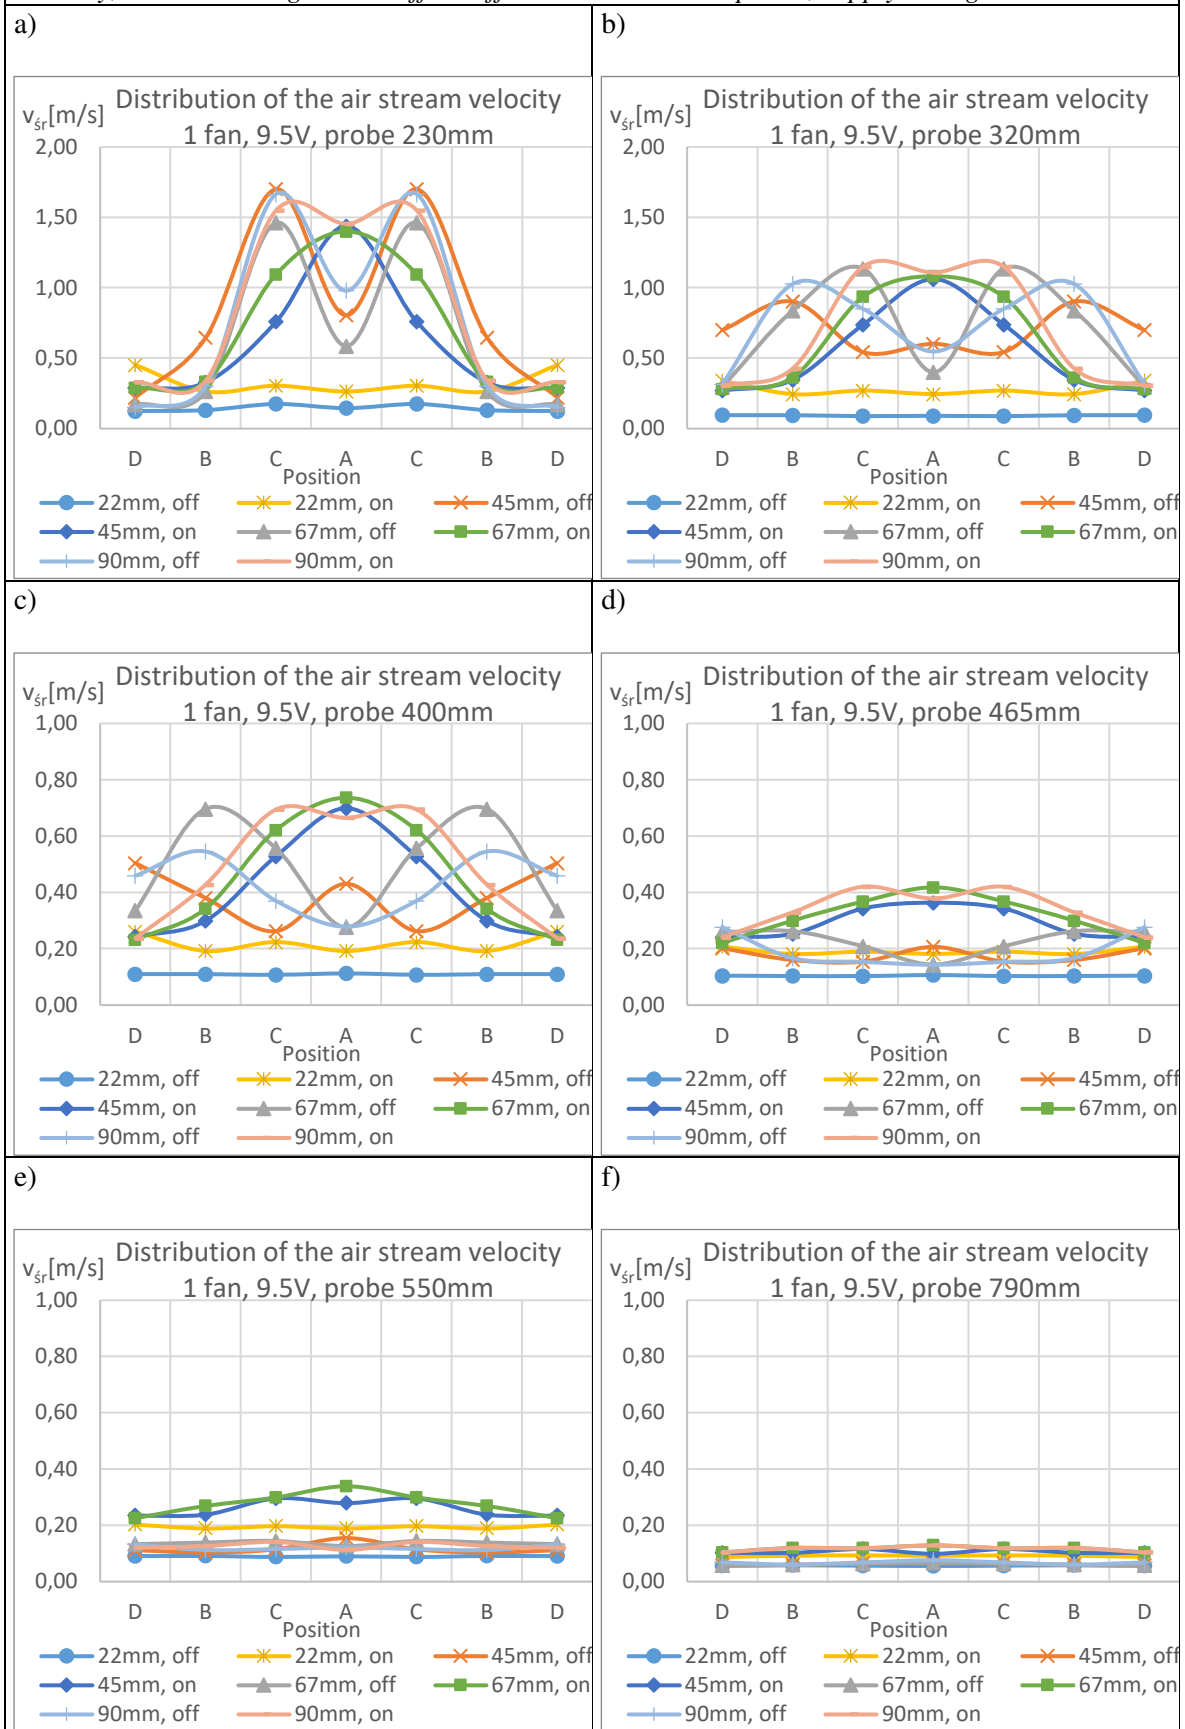 a)
Distribution of the air stream velocity
vśr[m/s]
1 fan, 9.5V, probe 230mm
2,00
1,50
1,00
0,50
0,00
D B C A C B D
Position
22mm, off 22mm, on 45mm, off
45mm, on 67mm, off 67mm, on
90mm, off 90mm, on
b)
Distribution of the air stream velocity
vśr[m/s]
1 fan, 9.5V, probe 320mm
2,00
1,50
1,00
0,50
0,00
D B C A C B D
Position
22mm, off 22mm, on 45mm, off
45mm, on 67mm, off 67mm, on
90mm, off 90mm, on
c)
Distribution of the air stream velocity
vśr[m/s]
1 fan, 9.5V, probe 400mm
1,00
0,80
0,60
0,40
0,20
0,00
D B C A C B D
Position
22mm, off 22mm, on 45mm, off
45mm, on 67mm, off 67mm, on
90mm, off 90mm, on
d)
Distribution of the air stream velocity
vśr[m/s]
1 fan, 9.5V, probe 465mm
1,00
0,80
0,60
0,40
0,20
0,00
D B C A C B D
Position
22mm, off 22mm, on 45mm, off
45mm, on 67mm, off 67mm, on
90mm, off 90mm, on
e)
Distribution of the air stream velocity
vśr[m/s]
1 fan, 9.5V, probe 550mm
1,00
0,80
0,60
0,40
0,20
0,00
D B C A C B D
Position
22mm, off 22mm, on 45mm, off
45mm, on 67mm, off 67mm, on
90mm, off 90mm, on
f)
Distribution of the air stream velocity
vśr[m/s]
1 fan, 9.5V, probe 790mm
1,00
0,80
0,60
0,40
0,20
0,00
D B C A C B D
Position
22mm, off 22mm, on 45mm, off
45mm, on 67mm, off 67mm, on
90mm, off 90mm, on